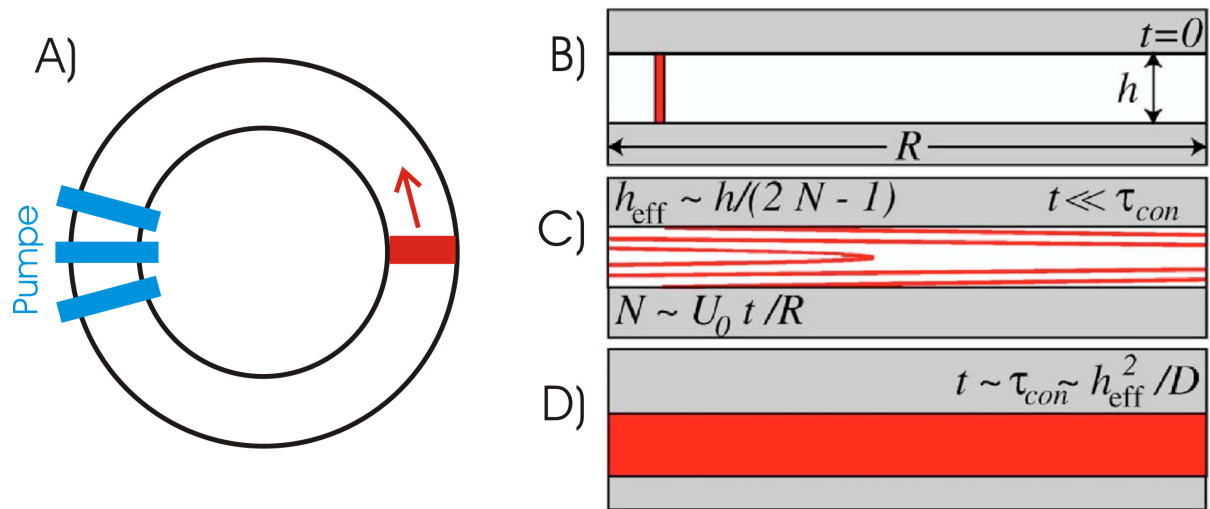 A)
Pumpe
B)
t=0
h
R
C)
h_eff ~ h/(2 N - 1)
t ≪ τ_con
N ~ U_0 t /R
D)
t ~ τ_con ~ h_eff^2 /D